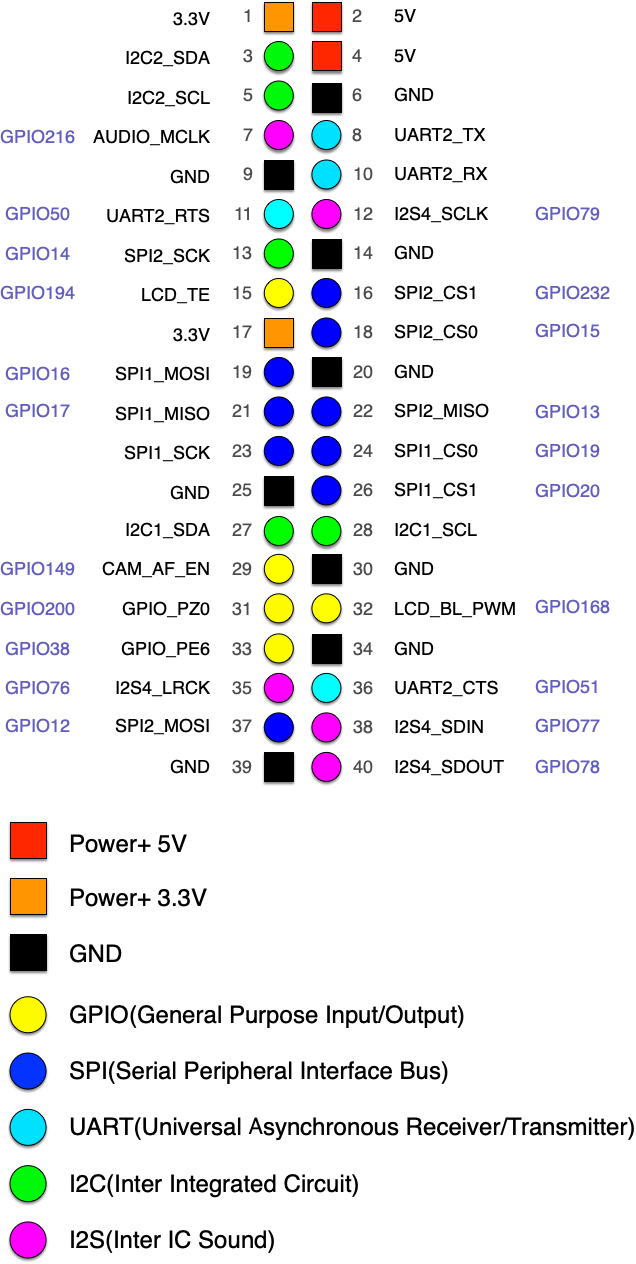 3.3V 1 2 5V
I2C2_SDA 3 4 5V
I2C2_SCL 5 6 GND
GPIO216 AUDIO_MCLK 7 8 UART2_TX
GND 9 10 UART2_RX
GPIO50 UART2_RTS 11 12 I2S4_SCLK GPIO79
GPIO14 SPI2_SCK 13 14 GND
GPIO194 LCD_TE 15 16 SPI2_CS1 GPIO232
3.3V 17 18 SPI2_CS0 GPIO15
GPIO16 SPI1_MOSI 19 20 GND
GPIO17 SPI1_MISO 21 22 SPI2_MISO GPIO13
SPI1_SCK 23 24 SPI1_CS0 GPIO19
GND 25 26 SPI1_CS1 GPIO20
I2C1_SDA 27 28 I2C1_SCL
GPIO149 CAM_AF_EN 29 30 GND
GPIO200 GPIO_PZ0 31 32 LCD_BL_PWM GPIO168
GPIO38 GPIO_PE6 33 34 GND
GPIO76 I2S4_LRCK 35 36 UART2_CTS GPIO51
GPIO12 SPI2_MOSI 37 38 I2S4_SDIN GPIO77
GND 39 40 I2S4_SDOUT GPIO78
Power+ 5V
Power+ 3.3V
GND
GPIO(General Purpose Input/Output)
SPI(Serial Peripheral Interface Bus)
UART(Universal Asynchronous Receiver/Transmitter)
I2C(Inter Integrated Circuit)
I2S(Inter IC Sound)